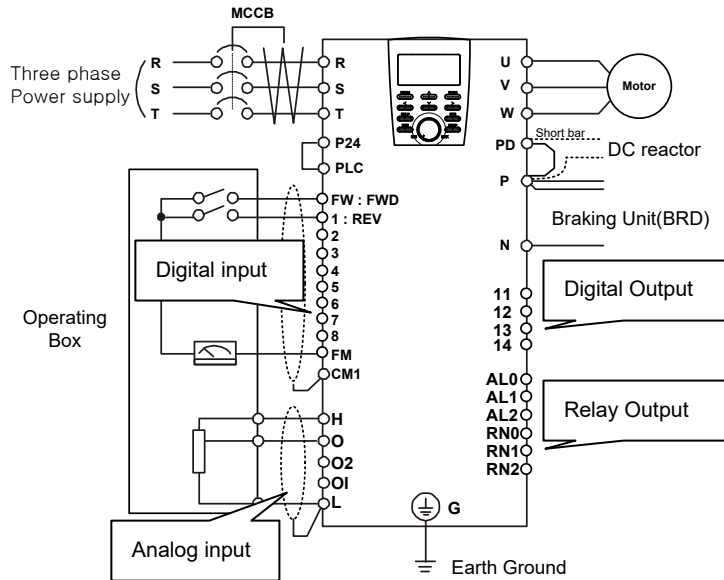 MCCB
Three phase
Power supply
R
S
T
R
S
T
P24
PLC
FW : FWD
1 : REV
2
3
4
5
6
7
8
FM
CM1
H
O
O2
OI
L
Digital input
Operating
Box
Analog input
U
V
W
Motor
PD
Short bar
DC reactor
P
Braking Unit(BRD)
N
11
12
13
14
Digital Output
AL0
AL1
AL2
RN0
RN1
RN2
Relay Output
G
Earth Ground